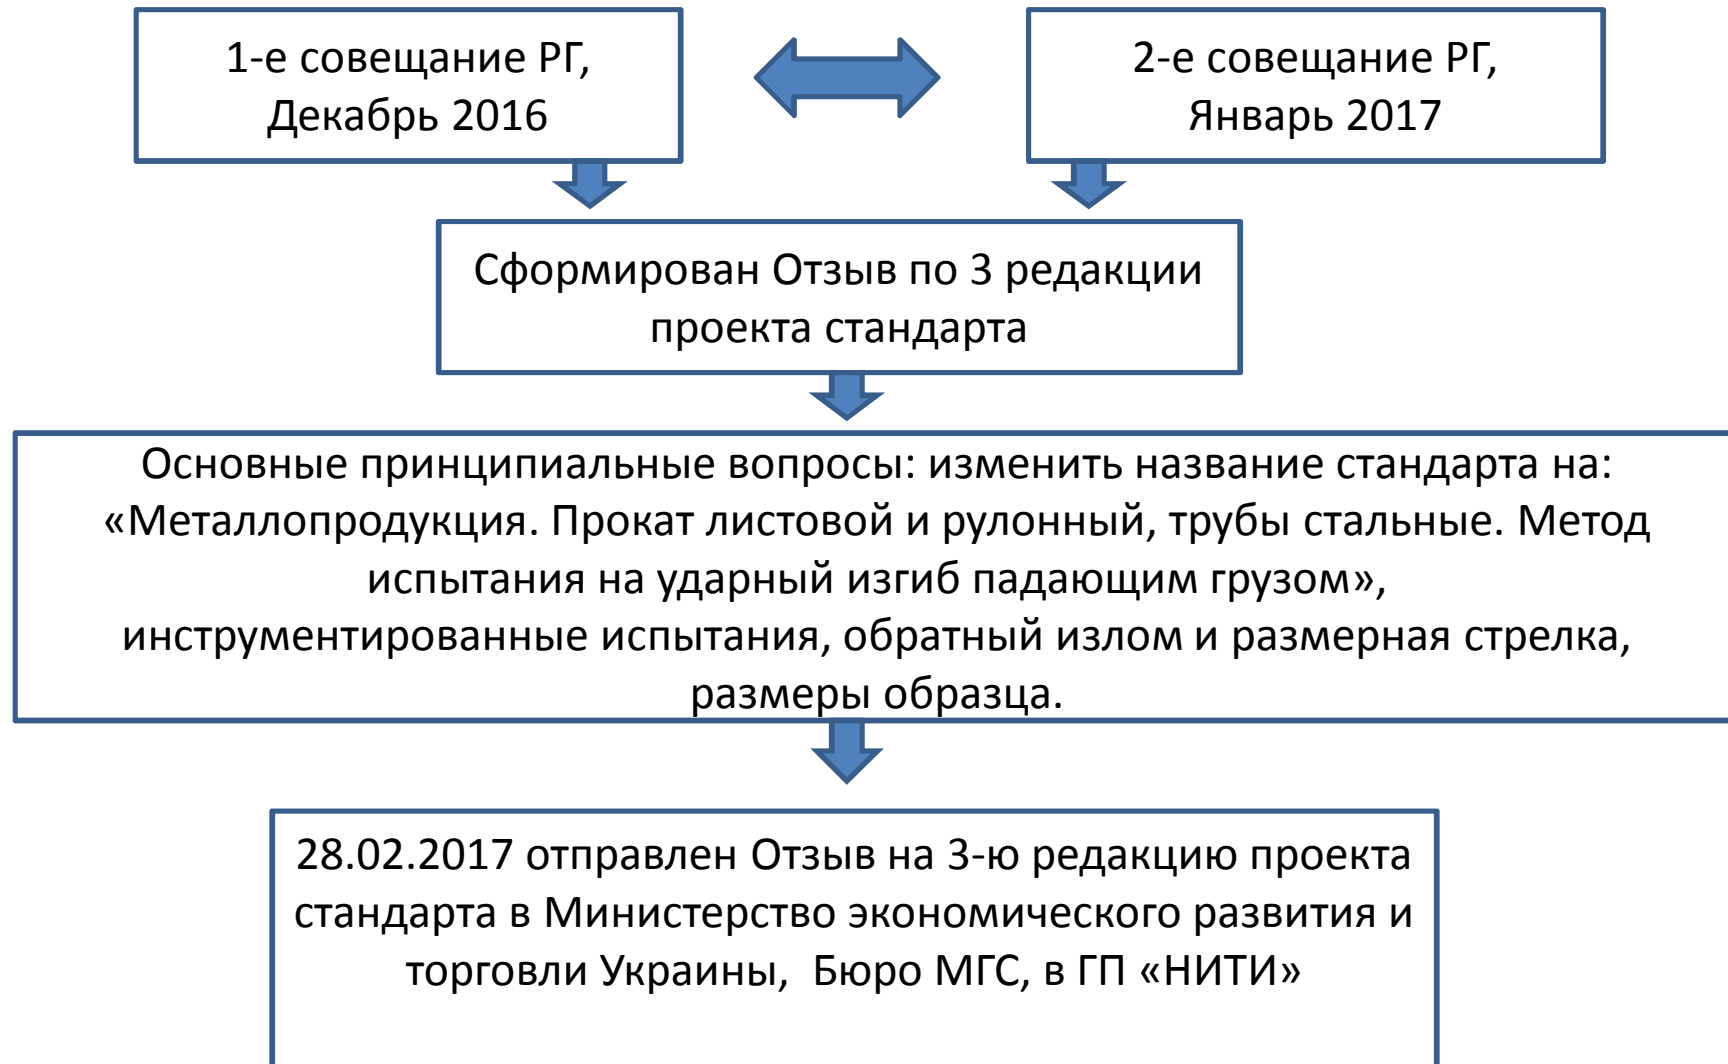 1-е совещание РГ,
Декабрь 2016
2-е совещание РГ,
Январь 2017
Сформирован Отзыв по 3 редакции
проекта стандарта
Основные принципиальные вопросы: изменить название стандарта на:
«Металлопродукция. Прокат листовой и рулонный, трубы стальные. Метод
испытания на ударный изгиб падающим грузом»,
инструментированные испытания, обратный излом и размерная стрелка,
размеры образца.
28.02.2017 отправлен Отзыв на 3-ю редакцию проекта
стандарта в Министерство экономического развития и
торговли Украины, Бюро МГС, в ГП «НИТИ»